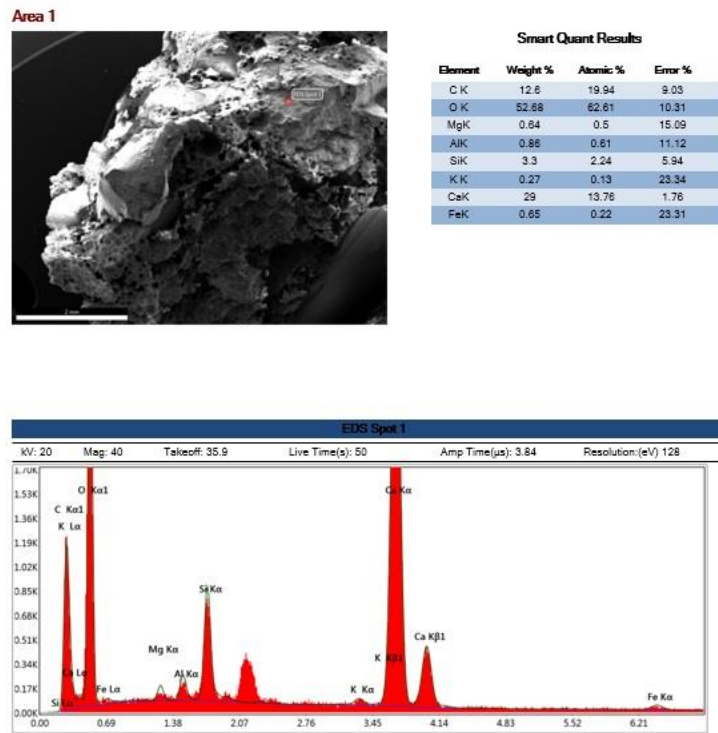 Area 1
EDS Spot 1
2 mm
Smart Quant Results
Element Weight % Atomic % Error %
C K 12.6 19.94 9.03
O K 52.68 62.61 10.31
MgK 0.64 0.5 15.09
AlK 0.86 0.61 11.12
SiK 3.3 2.24 5.94
K K 0.27 0.13 23.34
CaK 29 13.76 1.76
FeK 0.65 0.22 23.31
EDS Spot 1
kV: 20 Mag: 40 Takeoff: 35.9 Live Time(s): 50 Amp Time(µs): 3.84 Resolution:(eV) 128
1.70K
1.53K
1.36K
1.19K
1.02K
0.85K
0.68K
0.51K
0.34K
0.17K
0.00K
O Kα1
C Kα1
K Lα
Ca Kα
Si Kα
Ca Kβ1
Mg Kα
K Kβ1
Ca Lα
Al Kα
Fe Lα
K Kα
Fe Kα
Si Lα
0.00 0.69 1.38 2.07 2.76 3.45 4.14 4.83 5.52 6.21